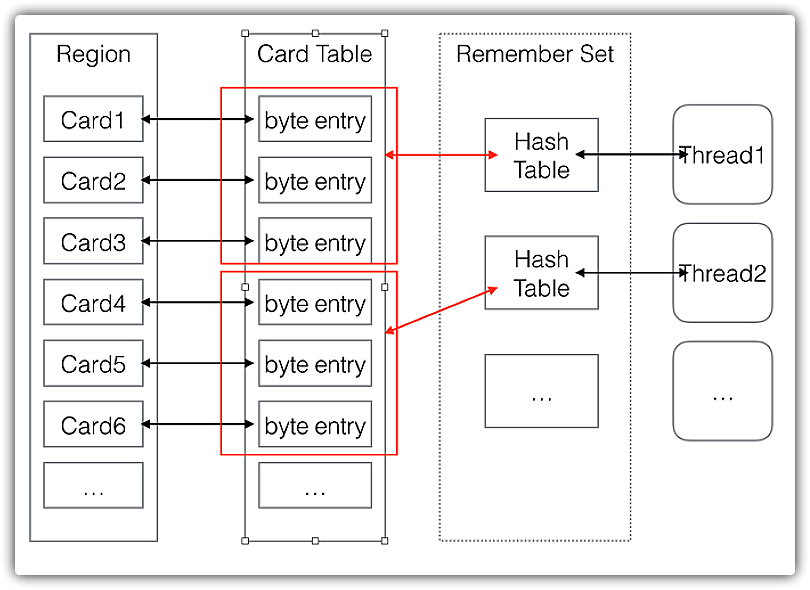 Region
Card1
Card2
Card3
Card4
Card5
Card6
...
Card Table
byte entry
byte entry
byte entry
byte entry
byte entry
byte entry
...
Remember Set
Hash
Table
Hash
Table
...
Thread1
Thread2
...